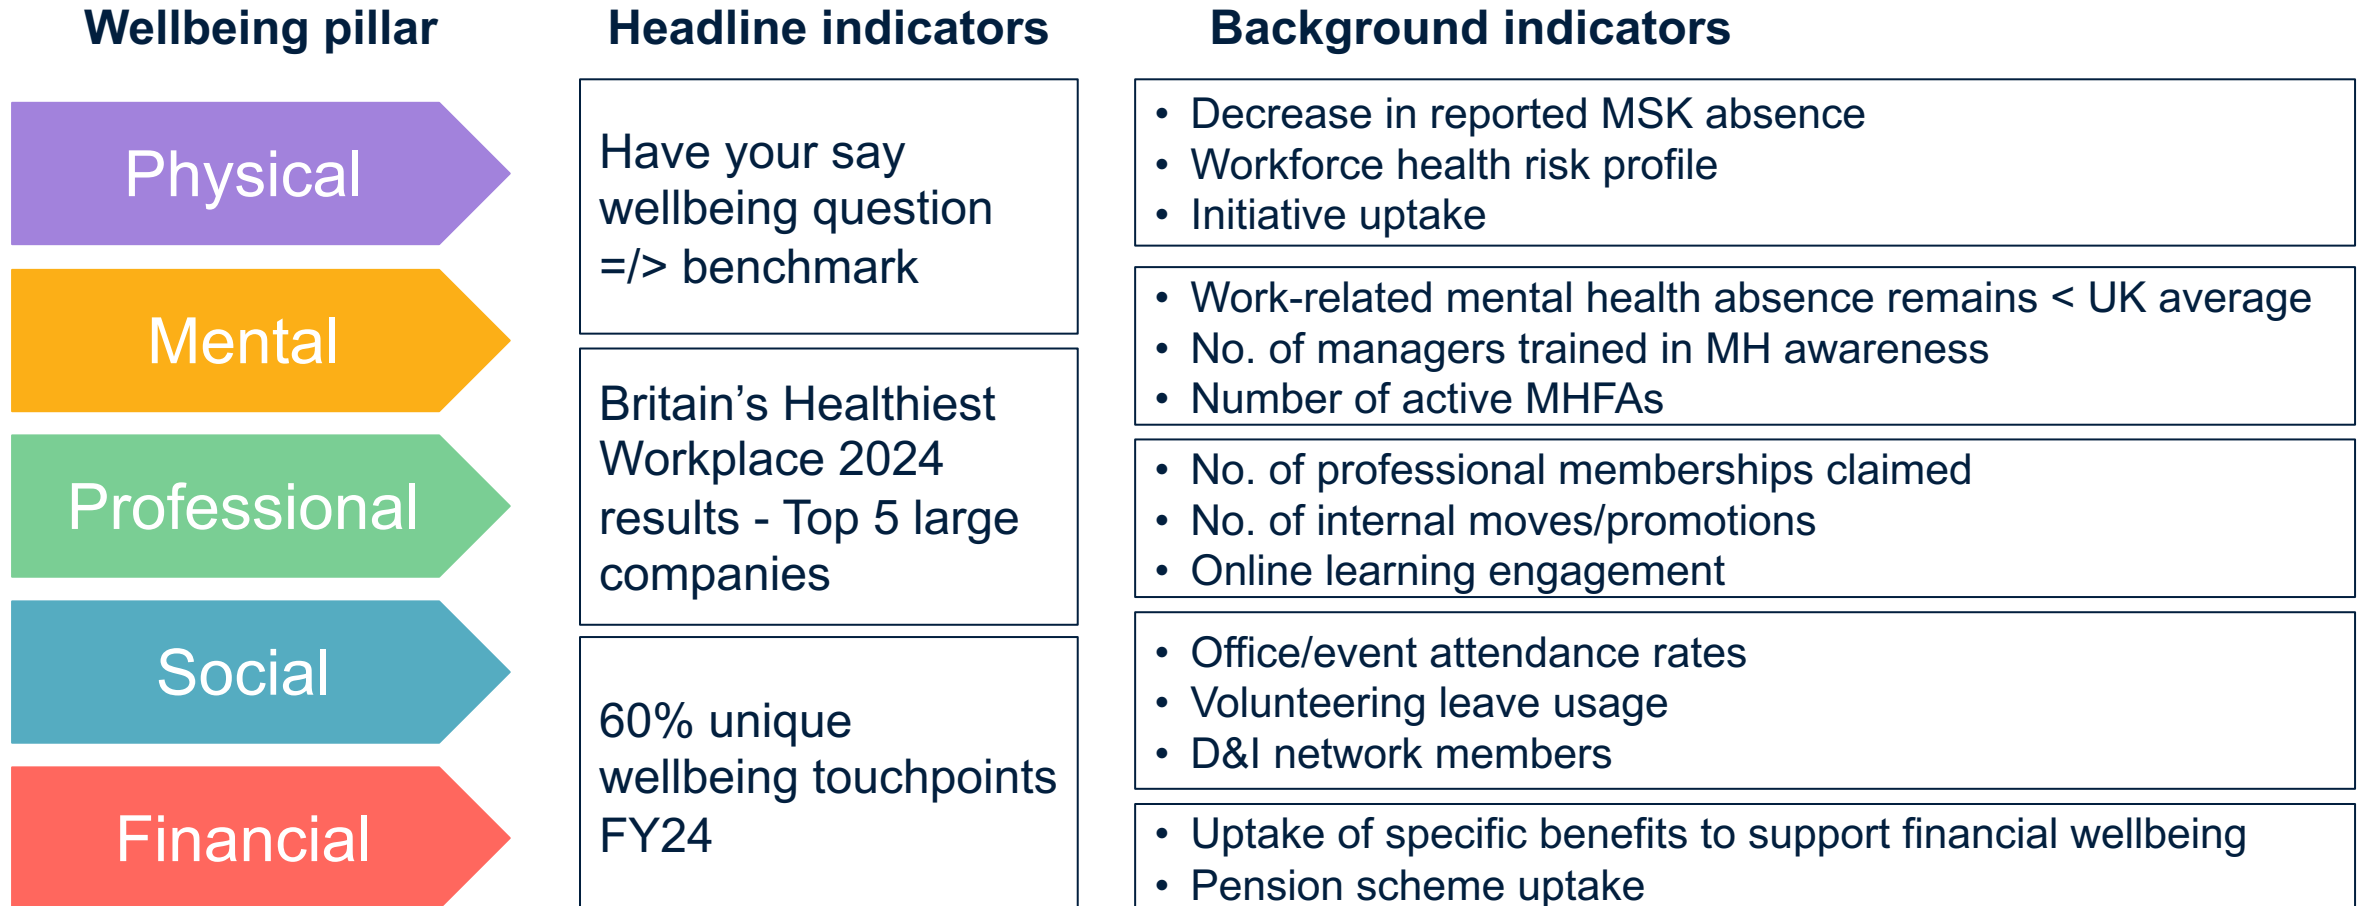 Wellbeing pillar
Headline indicators
Background indicators
Physical
Mental
Professional
Social
Financial
Have your say
wellbeing question
=/> benchmark
Britain’s Healthiest
Workplace 2024
results - Top 5 large
companies
60% unique
wellbeing touchpoints
FY24
• Decrease in reported MSK absence
• Workforce health risk profile
• Initiative uptake
• Work-related mental health absence remains < UK average
• No. of managers trained in MH awareness
• Number of active MHFAs
• No. of professional memberships claimed
• No. of internal moves/promotions
• Online learning engagement
• Office/event attendance rates
• Volunteering leave usage
• D&I network members
• Uptake of specific benefits to support financial wellbeing
• Pension scheme uptake